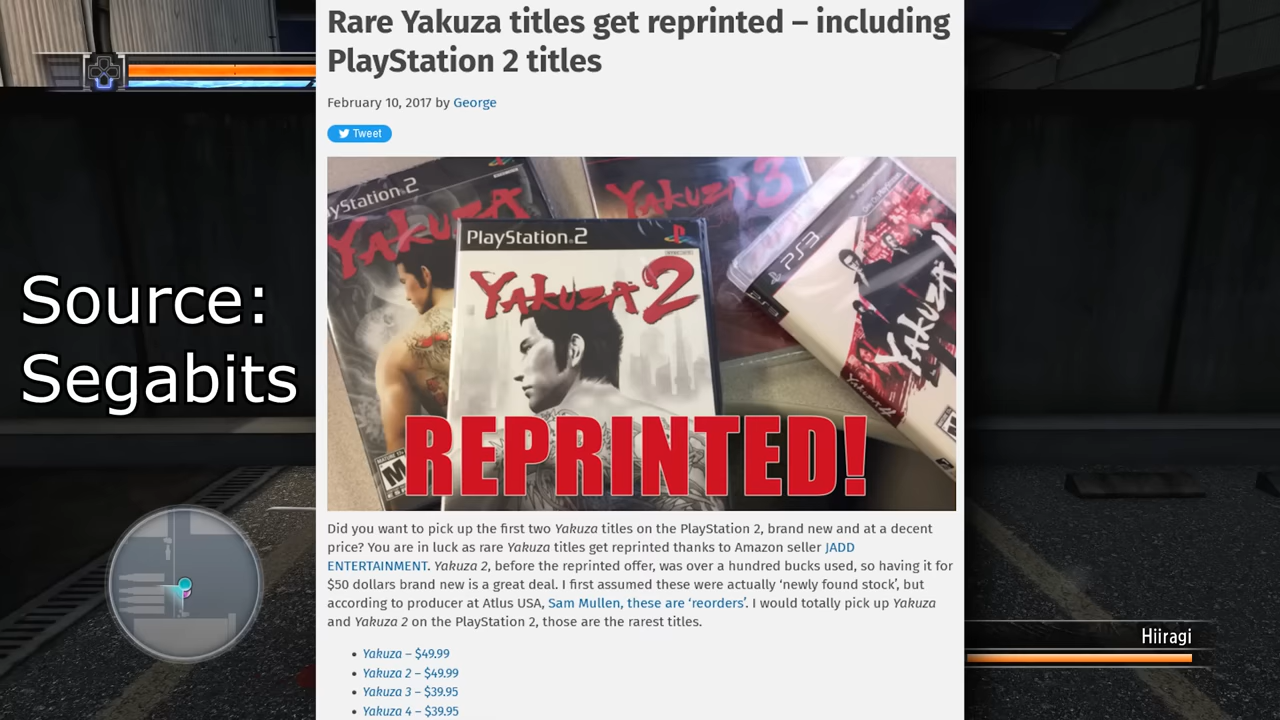 Rare Yakuza titles get reprinted – including
PlayStation 2 titles
February 10, 2017 by George
Tweet
yStation 2
YAKUZA
YAKUZA 3
PlayStation 2
YAKUZA 2
PS3
YAKUZA
M
REPRINTED!
Source:
Segabits
Did you want to pick up the first two Yakuza titles on the PlayStation 2, brand new and at a decent
price? You are in luck as rare Yakuza titles get reprinted thanks to Amazon seller JADD
ENTERTAINMENT. Yakuza 2, before the reprinted offer, was over a hundred bucks used, so having it for
$50 dollars brand new is a great deal. I first assumed these were actually ‘newly found stock’, but
according to producer at Atlus USA, Sam Mullen, these are ‘reorders’. I would totally pick up Yakuza
and Yakuza 2 on the PlayStation 2, those are the rarest titles.
• Yakuza – $49.99
• Yakuza 2 – $49.99
• Yakuza 3 – $39.95
• Yakuza 4 – $39.95
Hiiragi